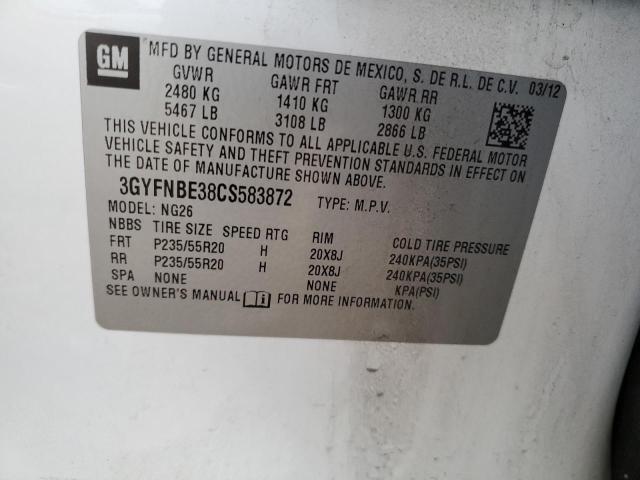 GM
MFD BY GENERAL MOTORS DE MEXICO, S. DE R.L. DE C.V. 03/12
GVWR GAWR FRT GAWR RR
2480 KG 1410 KG 1300 KG
5467 LB 3108 LB 2866 LB
THIS VEHICLE CONFORMS TO ALL APPLICABLE U.S. FEDERAL MOTOR
VEHICLE SAFETY AND THEFT PREVENTION STANDARDS IN EFFECT ON
THE DATE OF MANUFACTURE SHOWN ABOVE.
3GYFNBE38CS583872 TYPE: M.P.V.
MODEL: NG26
NBBS TIRE SIZE SPEED RTG RIM COLD TIRE PRESSURE
FRT P235/55R20 H 20X8J 240KPA(35PSI)
RR P235/55R20 H 20X8J 240KPA(35PSI)
SPA NONE NONE KPA(PSI)
SEE OWNER'S MANUAL FOR MORE INFORMATION.